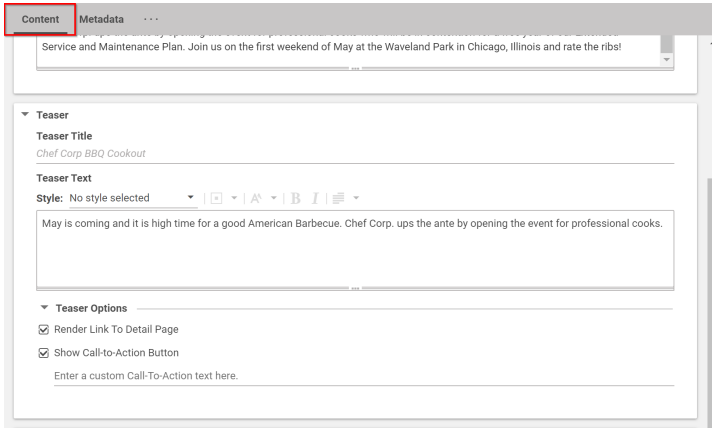 Content Metadata ...
Service and Maintenance Plan. Join us on the first weekend of May at the Waveland Park in Chicago, Illinois and rate the ribs!
Teaser
Teaser Title
Chef Corp BBQ Cookout
Teaser Text
Style: No style selected B I
May is coming and it is high time for a good American Barbecue. Chef Corp. ups the ante by opening the event for professional cooks.
Teaser Options
Render Link To Detail Page
Show Call-to-Action Button
Enter a custom Call-To-Action text here.